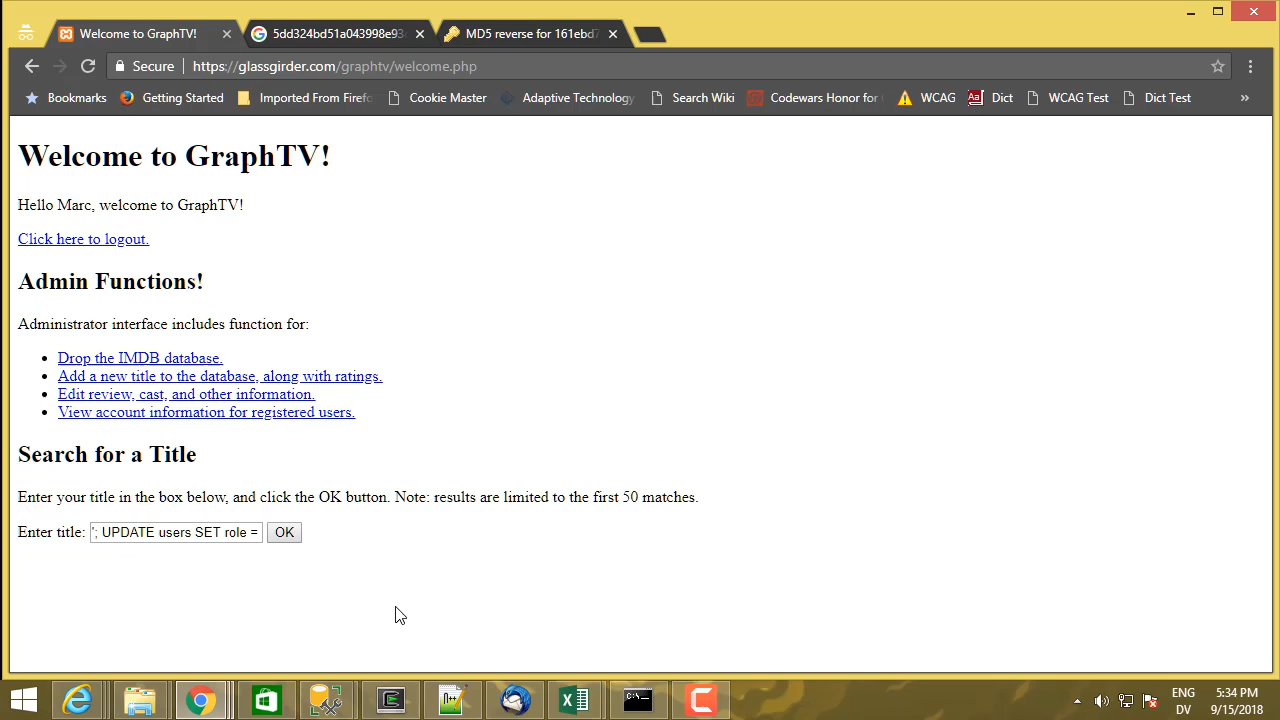 Welcome to GraphTV!
5dd324bd51a043998e93
MD5 reverse for 161ebd7
Secure
https://glassgirder.com/graphtv/welcome.php
Bookmarks
Getting Started
Imported From Firefo
Cookie Master
Adaptive Technology
Search Wiki
Codewars Honor for
WCAG
Aa Dict
WCAG Test
Dict Test
»
Welcome to GraphTV!
Hello Marc, welcome to GraphTV!
Click here to logout.
Admin Functions!
Administrator interface includes function for:
• Drop the IMDB database.
• Add a new title to the database, along with ratings.
• Edit review, cast, and other information.
• View account information for registered users.
Search for a Title
Enter your title in the box below, and click the OK button. Note: results are limited to the first 50 matches.
Enter title: '; UPDATE users SET role = OK
ENG 5:34 PM
DV 9/15/2018